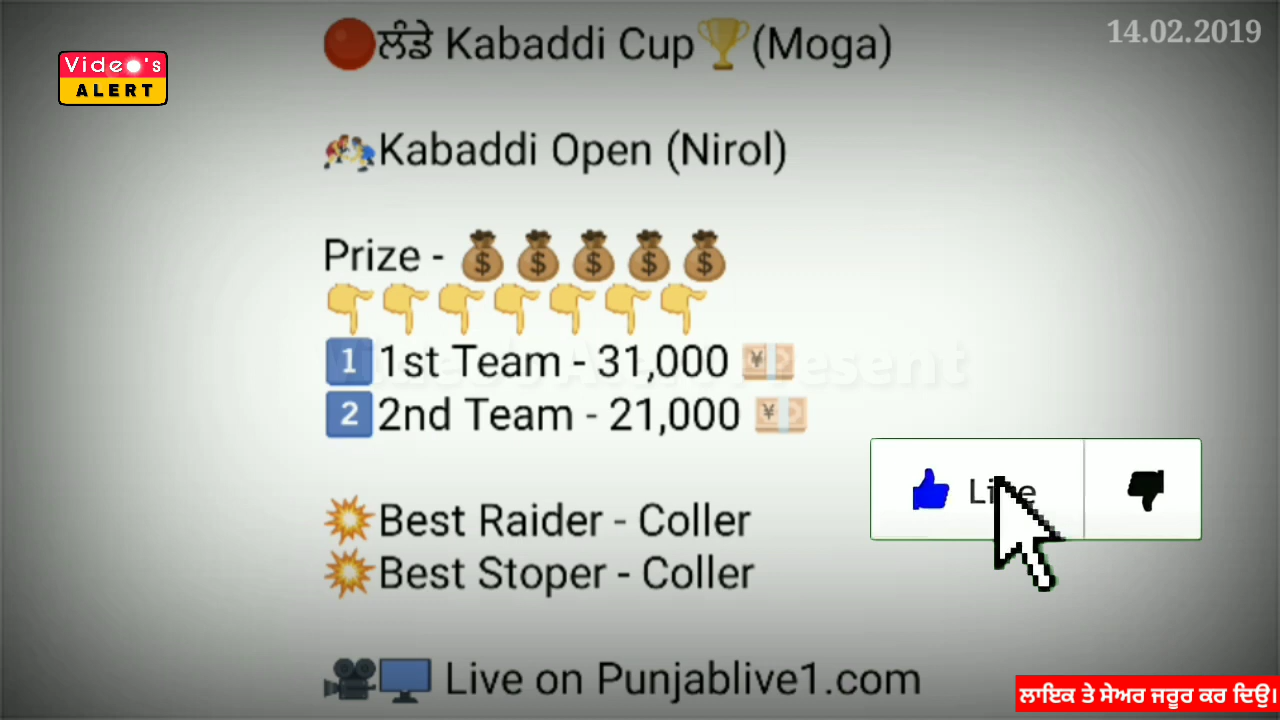 🔴ਲੰਡੇ Kabaddi Cup🏆(Moga)
14.02.2019
Video's
ALERT
🤼Kabaddi Open (Nirol)
Prize - 💰💰💰💰💰
👇👇👇👇👇👇👇
1️⃣1st Team - 31,000 💴
2️⃣2nd Team - 21,000 💴
Like
💥Best Raider - Coller
💥Best Stoper - Coller
🎥🖥️ Live on Punjablive1.com
ਲਾਇਕ ਤੇ ਸੇਅਰ ਜਰੂਰ ਕਰ ਦਿਉ।